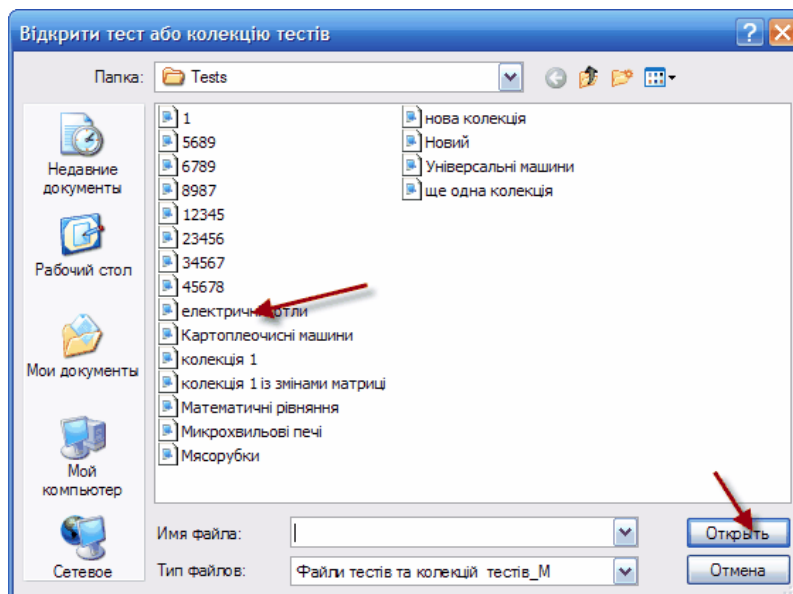 Відкрити тест або колекцію тестів
Папка:
Tests
Недавние
документы
Рабочий стол
Мои документы
Мой
компьютер
Сетевое
1
5689
6789
8987
12345
23456
34567
45678
електричні котли
Картоплеочисні машини
колекція 1
колекція 1 із змінами матриці
Математичні рівняння
Микрохвильові печі
Мясорубки
нова колекція
Новий
Універсальні машини
ще одна колекція
Имя файла:
Открыть
Тип файлов:
Файли тестів та колекцій тестів_М
Отмена